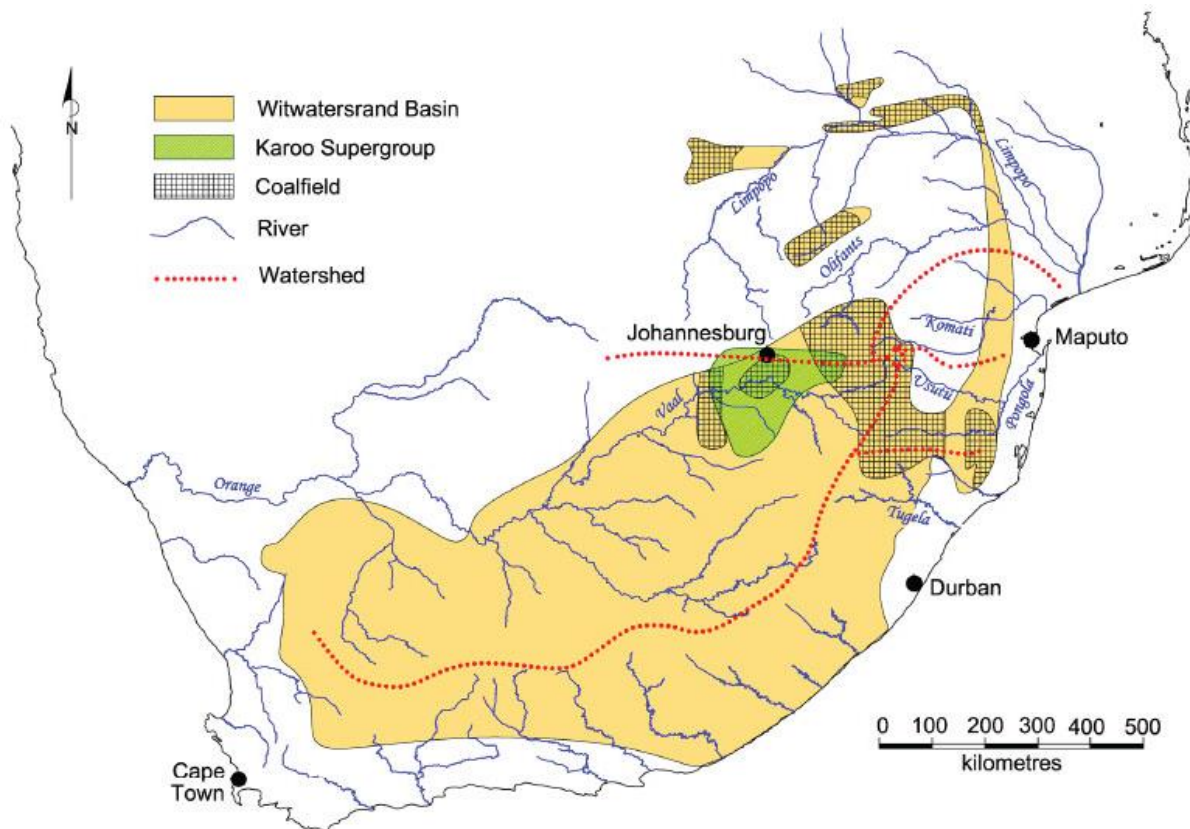 N
Witwatersrand Basin
Karoo Supergroup
Coalfield
River
Watershed
Limpopo
Limpopo
Olifants
Johannesburg
Komati
Maputo
Usutu
Pongola
Vaal
Orange
Tugela
Durban
Cape
Town
0 100 200 300 400 500
kilometres